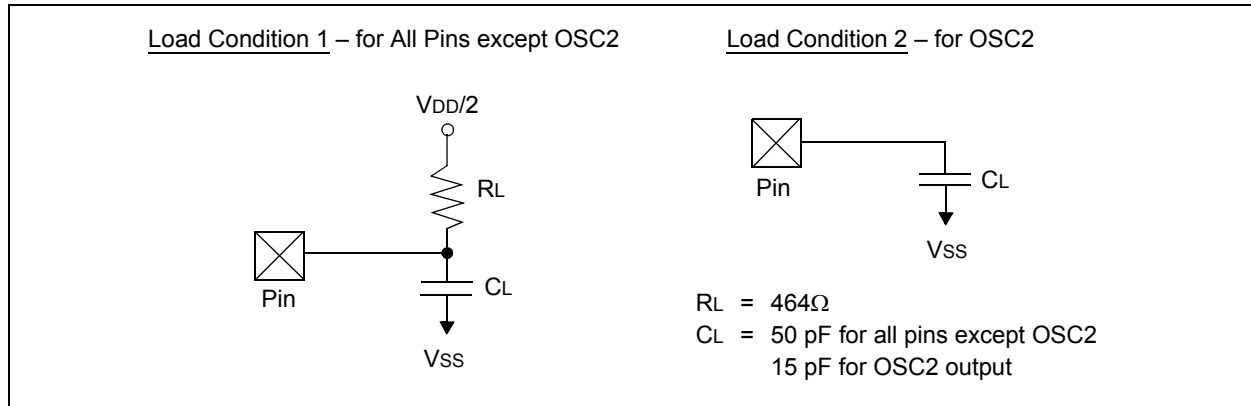 Load Condition 1 – for All Pins except OSC2
VDD/2
RL
Pin
CL
VSS
Load Condition 2 – for OSC2
Pin
CL
VSS
RL = 464Ω
CL = 50 pF for all pins except OSC2
15 pF for OSC2 output